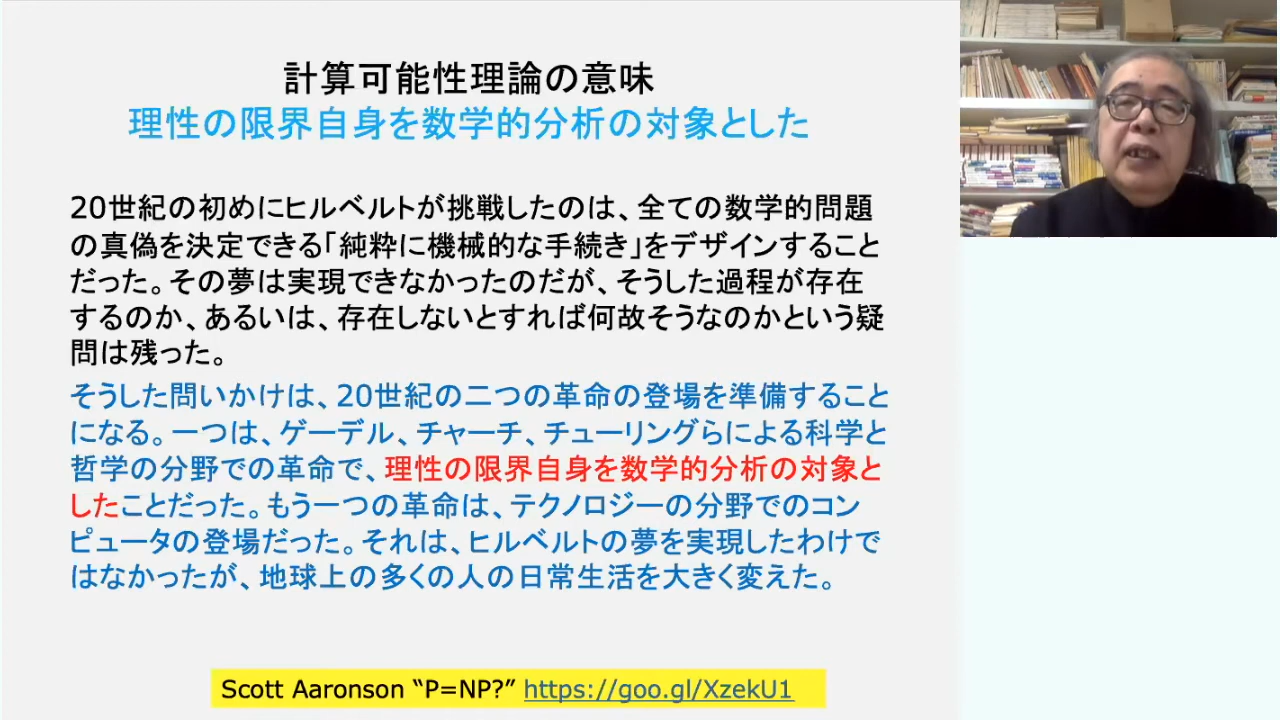 計算可能性理論の意味
理性の限界自身を数学的分析の対象とした
20世紀の初めにヒルベルトが挑戦したのは、全ての数学的問題
の真偽を決定できる「純粋に機械的な手続き」をデザインすること
だった。その夢は実現できなかったのだが、そうした過程が存在
するのか、あるいは、存在しないとすれば何故そうなのかという疑
問は残った。
そうした問いかけは、20世紀の二つの革命の登場を準備すること
になる。一つは、ゲーデル、チャーチ、チューリングらによる科学と
哲学の分野での革命で、理性の限界自身を数学的分析の対象と
したことだった。もう一つの革命は、テクノロジーの分野でのコン
ピュータの登場だった。それは、ヒルベルトの夢を実現したわけで
はなかったが、地球上の多くの人の日常生活を大きく変えた。
Scott Aaronson “P=NP?” https://goo.gl/XzekU1